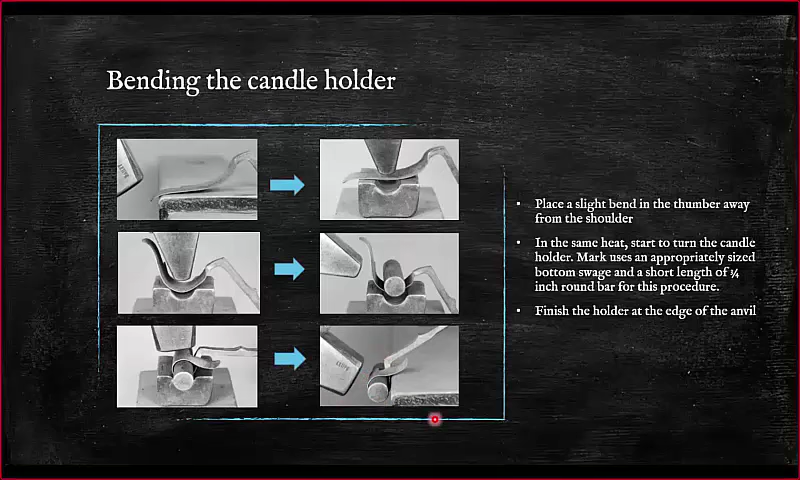 Bending the candle holder
Place a slight bend in the thumber away
from the shoulder
In the same heat, start to turn the candle
holder. Mark uses an appropriately sized
bottom swage and a short length of ¾
inch round bar for this procedure.
Finish the holder at the edge of the anvil